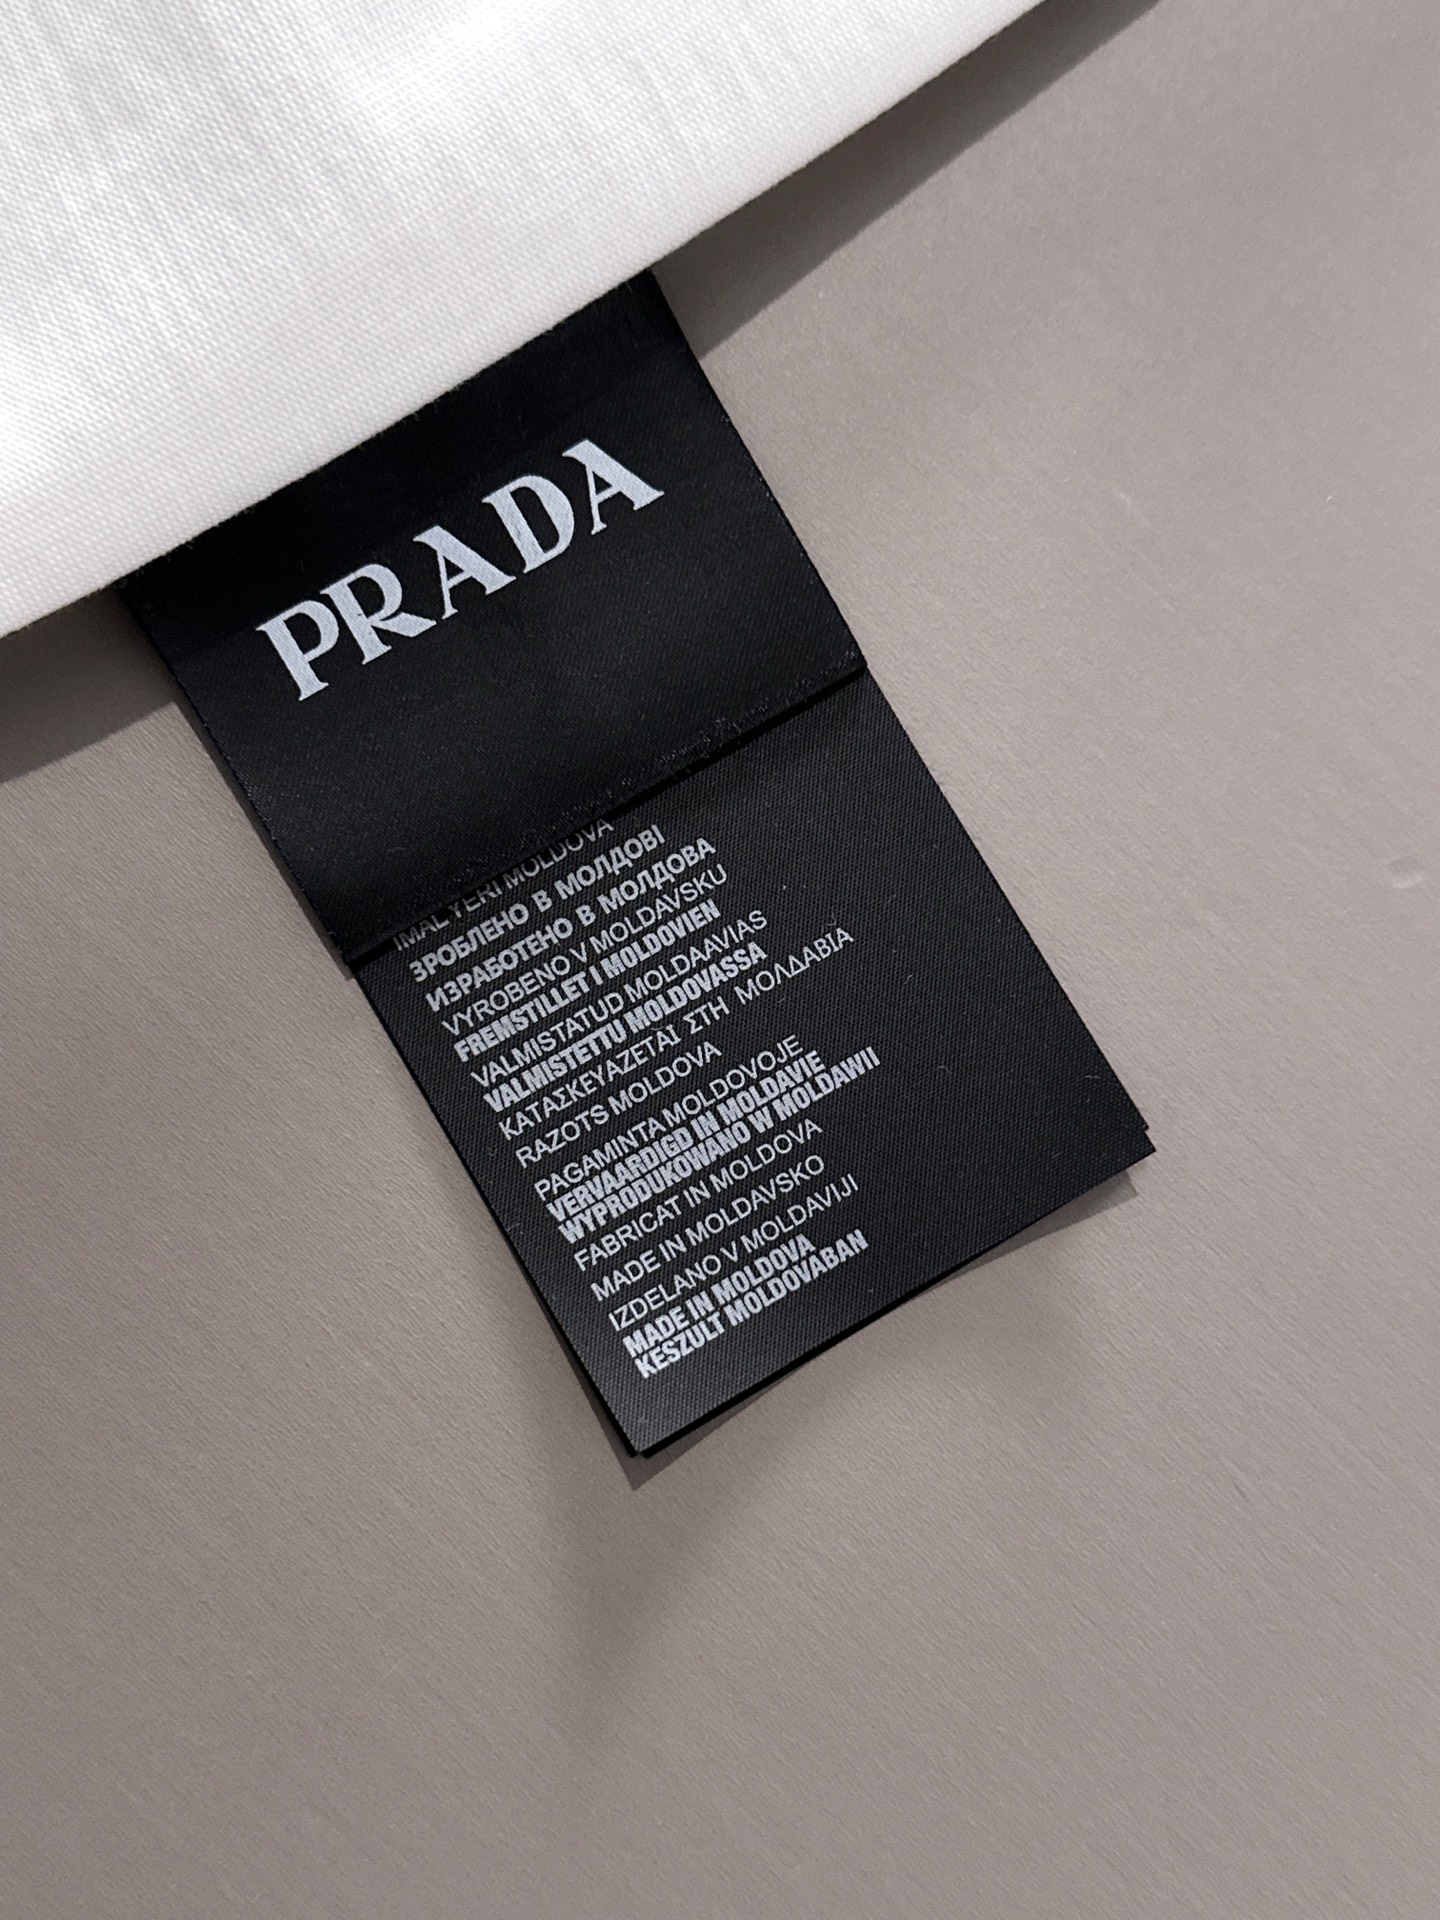 PRADA
IMAL YERI MOLDOVA
ЗРОБЛЕНО В МОЛДОВІ
ИЗРАБОТЕНО В МОЛДОВА
VYROBENO V MOLDAVSKU
FREMSTILLET I MOLDOVIEN
VALMISTATUD MOLDAAVIAS
VALMISTETTU MOLDOVASSA
ΚΑΤΑΣΚΕΥΑΖΕΤΑΙ ΣΤΗ ΜΟΛΔΑΒΙΑ
RAZOTS MOLDOVA
PAGAMINTA MOLDOVOJE
VERVAARDIGD IN MOLDAVIE
WYPRODUKOWANO W MOLDAWII
FABRICAT IN MOLDOVA
MADE IN MOLDAVSKO
IZDELANO V MOLDAVIJI
MADE IN MOLDOVA
KESZULT MOLDOVABAN